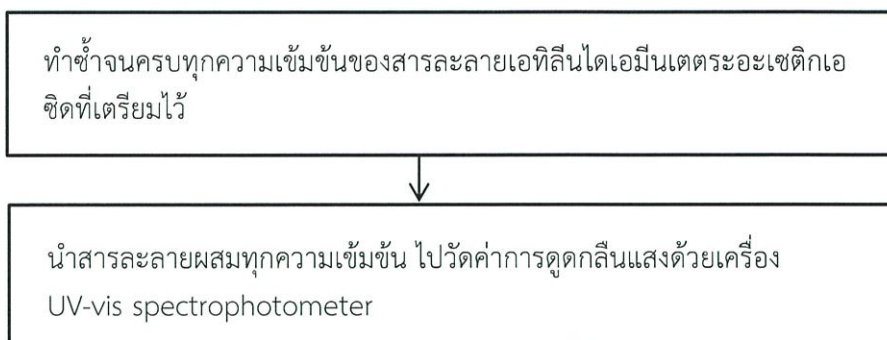 ทำซ้ำจนครบทุกความเข้มข้นของสารละลายเอทิลีนไดเอมีนเตตระอะเซติกเอ
ซิดที่เตรียมไว้
นำสารละลายผสมทุกความเข้มข้น ไปวัดค่าการดูดกลืนแสงด้วยเครื่อง
UV-vis spectrophotometer